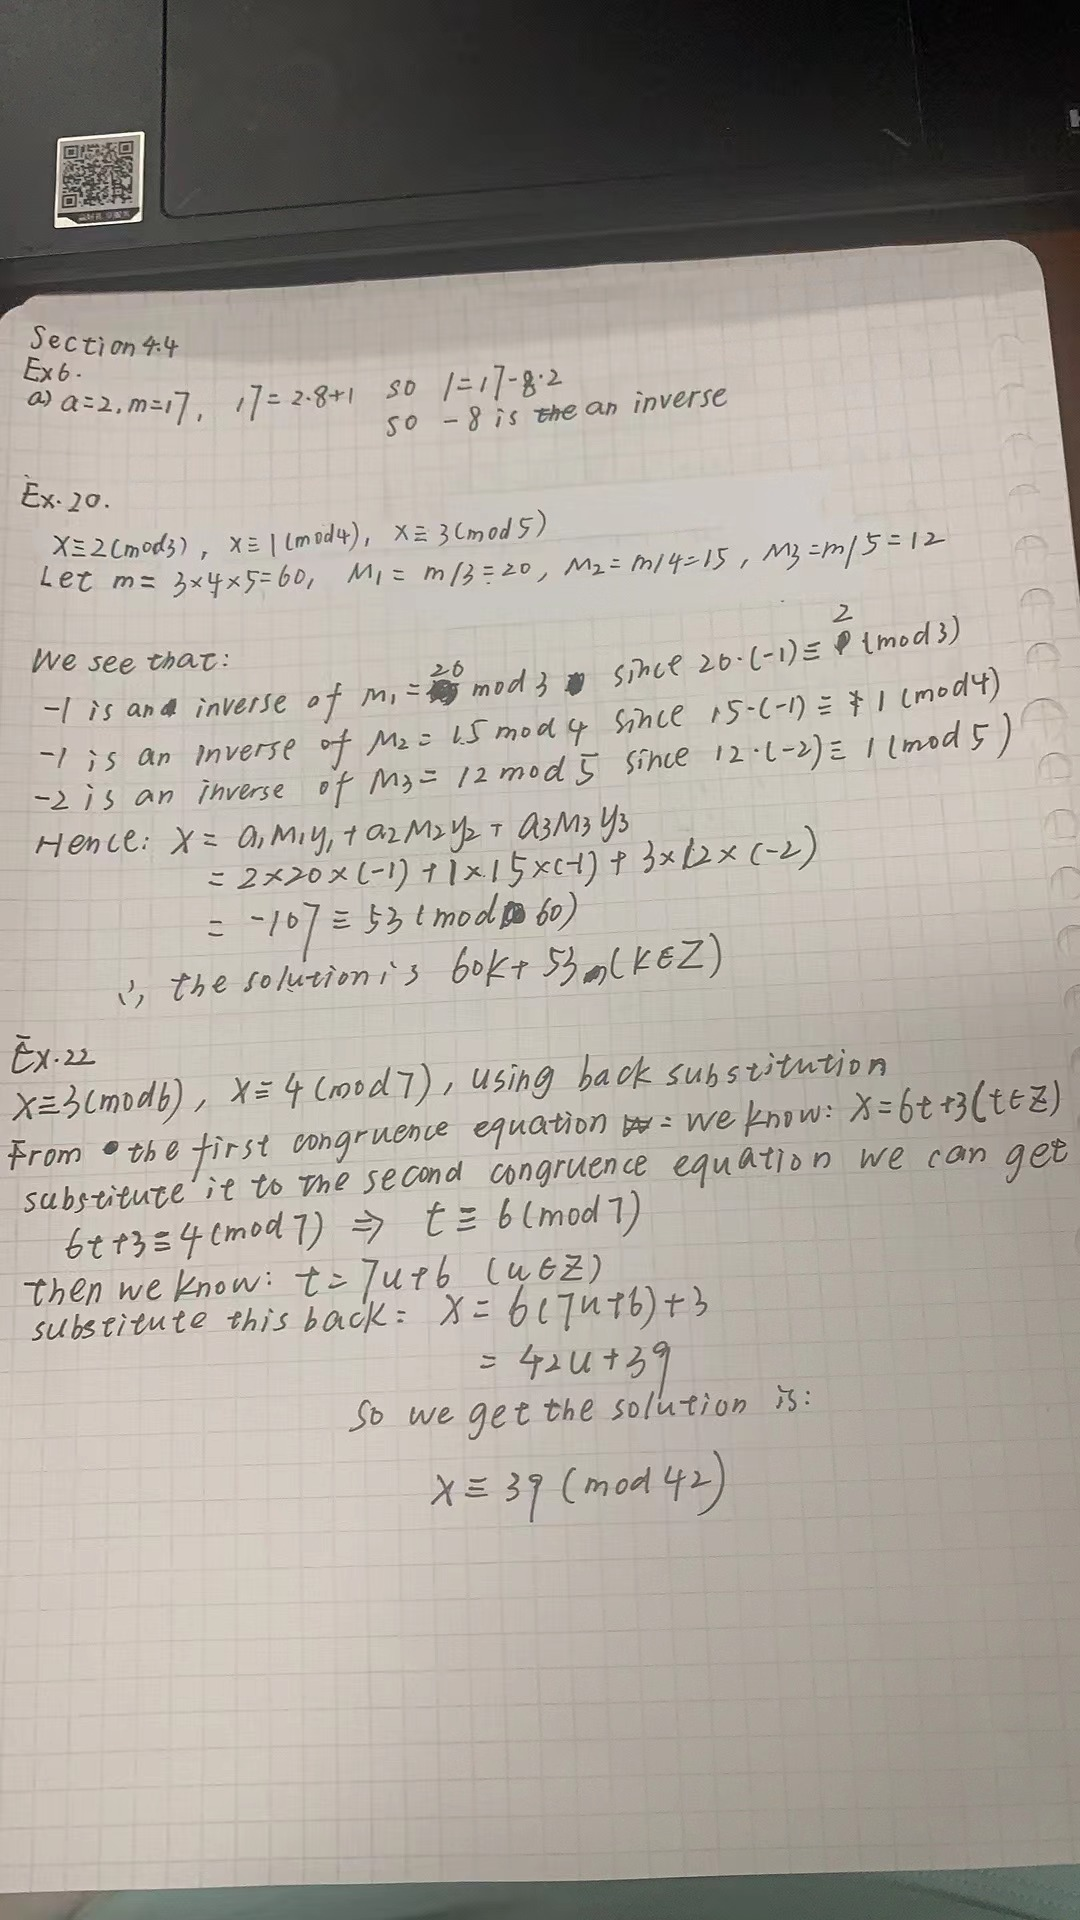 Section 4.4
Ex6.
a) a=2, m=17, 17=2·8+1 so 1=17-8·2
so -8 is the an inverse
Ex.20.
x≡2(mod3), x≡1(mod4), x≡3(mod5)
Let m= 3×4×5=60, M₁= m/3=20, M₂=m/4=15, M₃=m/5=12
We see that:
-1 is an inverse of M₁=20 mod 3 since 20·(-1)≡2(mod3)
-1 is an inverse of M₂= 15 mod 4 since 15·(-1)≡1(mod4)
-2 is an inverse of M₃= 12 mod 5 since 12·(-2)≡1(mod5)
Hence: x= a₁M₁y₁+a₂M₂y₂+a₃M₃y₃
= 2×20×(-1)+1×15×(-1)+3×12×(-2)
= -107≡53(mod 60)
∴, the solution is 60k+53 (k∈Z)
Ex.22
x≡3(mod6), x≡4(mod7), using back substitution
From the first congruence equation = we know: x=6t+3(t∈Z)
substitute it to the second congruence equation we can get
6t+3≡4(mod7) ⇒ t≡6(mod7)
then we know: t=7u+6 (u∈Z)
substitute this back: x= 6(7u+6)+3
= 42u+39
so we get the solution is:
x≡39(mod42)